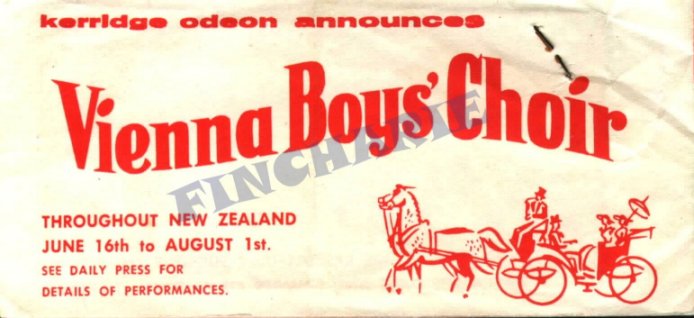 kerridge odeon announces
Vienna Boys' Choir
FINCHARIE
THROUGHOUT NEW ZEALAND
JUNE 16th to AUGUST 1st.
SEE DAILY PRESS FOR
DETAILS OF PERFORMANCES.